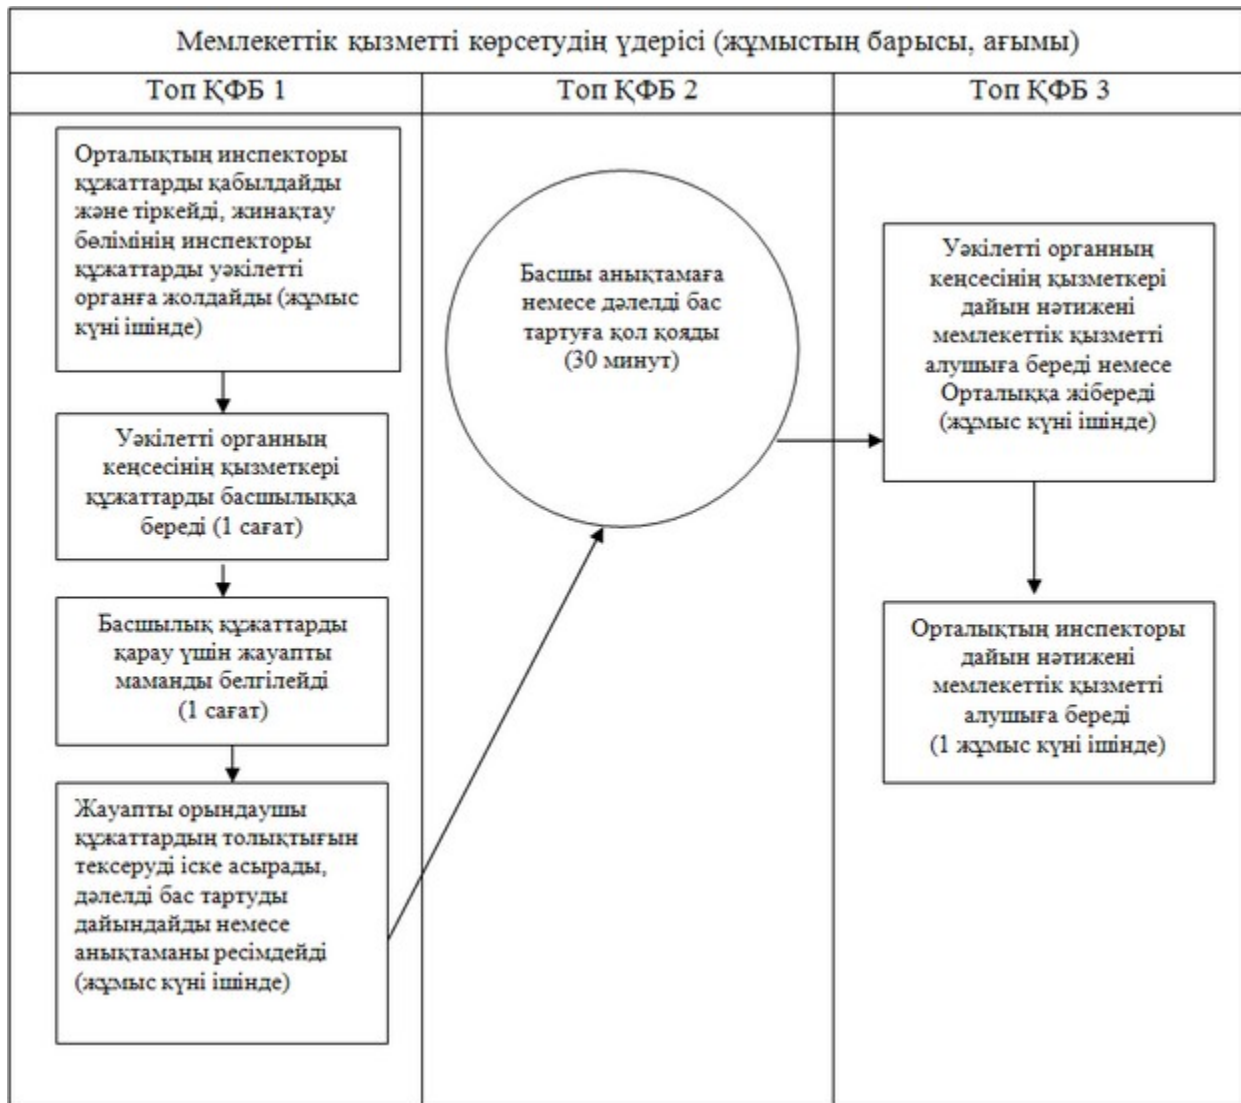 Мемлекеттік қызметті көрсетудің үдерісі (жұмыстың барысы, ағымы)
Топ ҚФБ 1
Топ ҚФБ 2
Топ ҚФБ 3
Орталықтың инспекторы
құжаттарды қабылдайды
және тіркейді, жинақтау
бөлімінің инспекторы
құжаттарды уәкілетті
органға жолдайды (жұмыс
күні ішінде)
Уәкілетті органның
кеңсесінің қызметкері
құжаттарды басшылыққа
береді (1 сағат)
Басшылық құжаттарды
қарау үшін жауапты
маманды белгілейді
(1 сағат)
Жауапты орындаушы
құжаттардың толықтығын
тексеруді іске асырады,
дәлелді бас тартуды
дайындайды немесе
анықтаманы ресімдейді
(жұмыс күні ішінде)
Басшы анықтамаға
немесе дәлелді бас
тартуға қол қояды
(30 минут)
Уәкілетті органның
кеңсесінің қызметкері
дайын нәтижені
мемлекеттік қызметті
алушыға береді немесе
Орталыққа жібереді
(жұмыс күні ішінде)
Орталықтың инспекторы
дайын нәтижені
мемлекеттік қызметті
алушыға береді
(1 жұмыс күні ішінде)